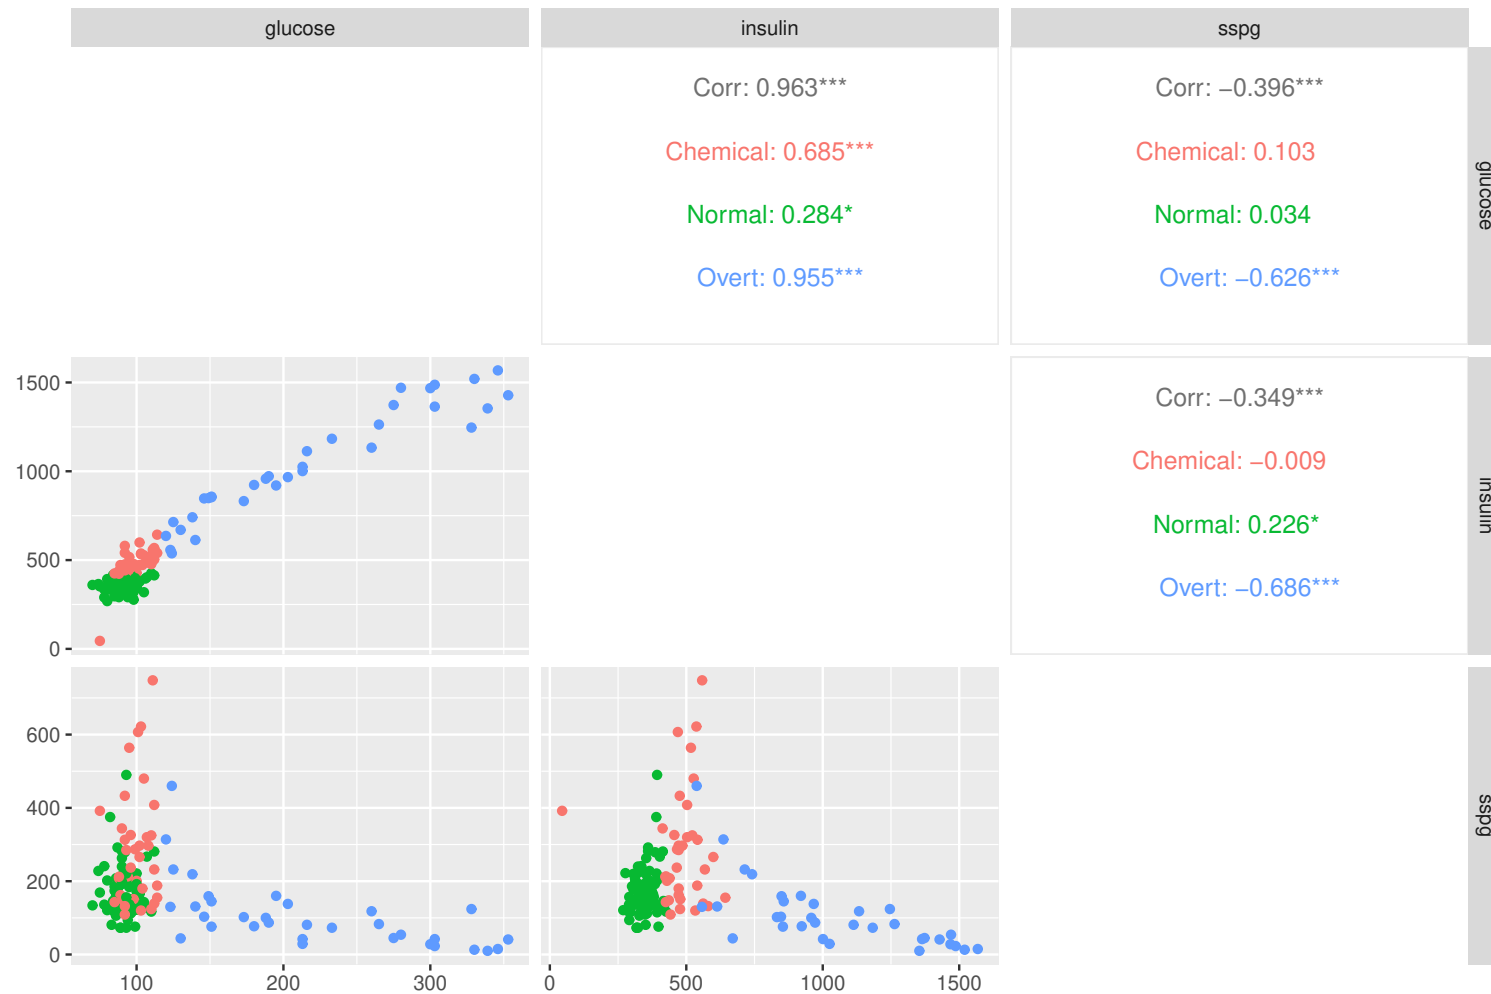 glucose
insulin
sspg
Corr: 0.963***
Chemical: 0.685***
Normal: 0.284*
Overt: 0.955***
Corr: −0.396***
Chemical: 0.103
Normal: 0.034
Overt: −0.626***
glucose
1500
1000
500
0
Corr: −0.349***
Chemical: −0.009
Normal: 0.226*
Overt: −0.686***
insulin
600
400
200
0
sspg
100
200
300
0
500
1000
1500